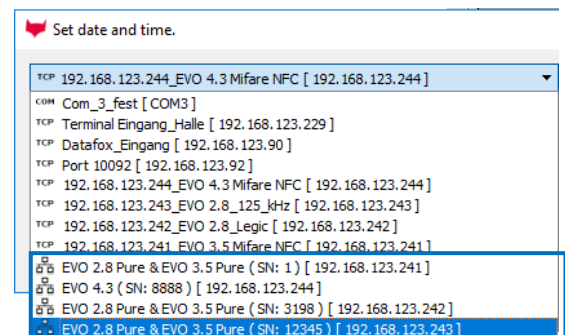 Set date and time.
TCP 192.168.123.244_EVO 4.3 Mifare NFC [ 192.168.123.244 ]
COM Com_3_fest [ COM3 ]
TCP Terminal Eingang_Halle [ 192.168.123.229 ]
TCP Datafox_Eingang [ 192.168.123.90 ]
TCP Port 10092 [ 192.168.123.92 ]
TCP 192.168.123.244_EVO 4.3 Mifare NFC [ 192.168.123.244 ]
TCP 192.168.123.243_EVO 2.8_125_kHz [ 192.168.123.243 ]
TCP 192.168.123.242_EVO 2.8_Legic [ 192.168.123.242 ]
TCP 192.168.123.241_EVO 3.5 Mifare NFC [ 192.168.123.241 ]
EVO 2.8 Pure & EVO 3.5 Pure ( SN: 1 ) [ 192.168.123.241 ]
EVO 4.3 ( SN: 8888 ) [ 192.168.123.244 ]
EVO 2.8 Pure & EVO 3.5 Pure ( SN: 3198 ) [ 192.168.123.242 ]
EVO 2.8 Pure & EVO 3.5 Pure ( SN: 12345 ) [ 192.168.123.243 ]